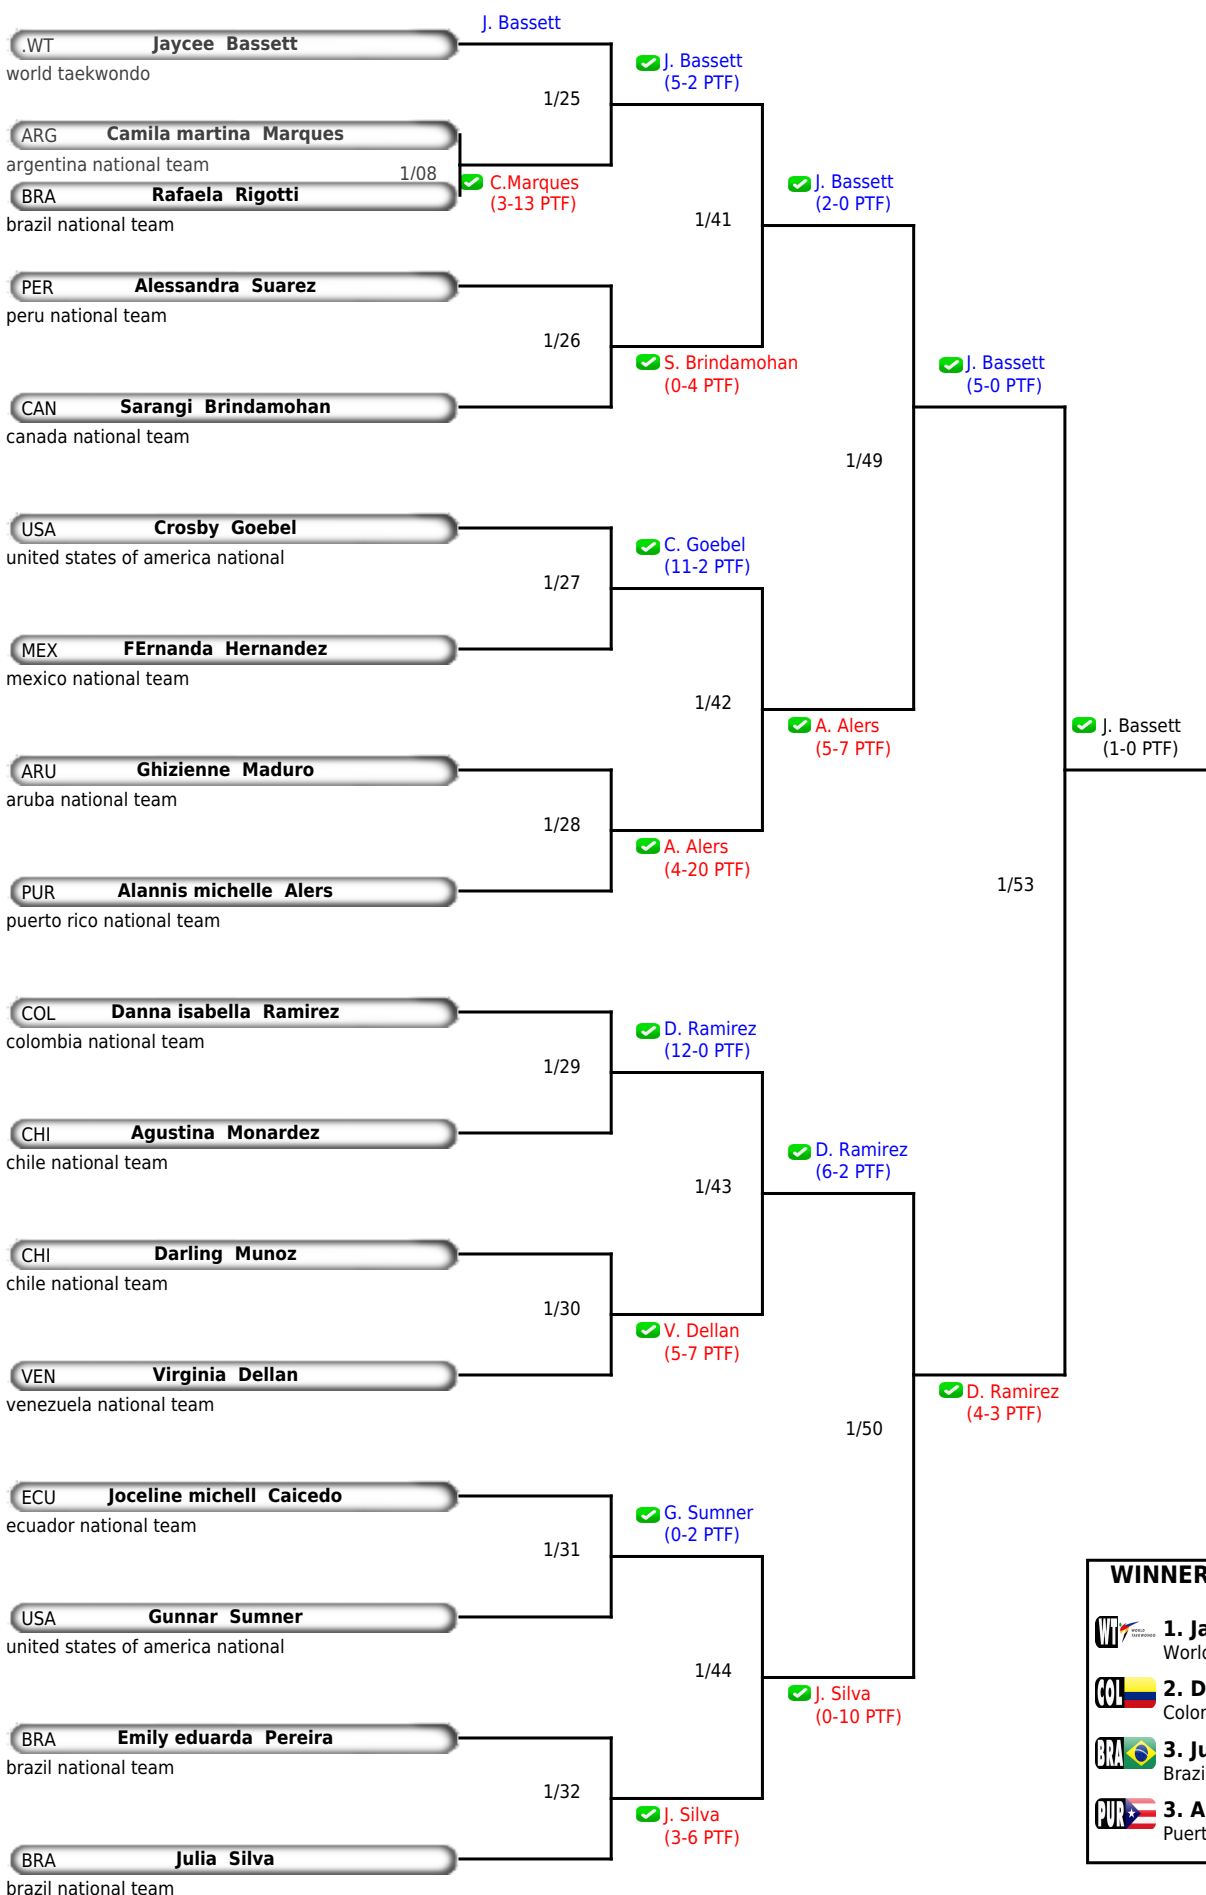 J. Bassett
.WT Jaycee Bassett
world taekwondo
J. Bassett
(5-2 PTF)
1/25
ARG Camila martina Marques
argentina national team
1/08
C.Marques
(3-13 PTF)
BRA Rafaela Rigotti
brazil national team
J. Bassett
(2-0 PTF)
1/41
PER Alessandra Suarez
peru national team
1/26
S. Brindamohan
(0-4 PTF)
J. Bassett
(5-0 PTF)
CAN Sarangi Brindamohan
canada national team
1/49
USA Crosby Goebel
united states of america national
C. Goebel
(11-2 PTF)
1/27
MEX FErnanda Hernandez
mexico national team
1/42
A. Alers
(5-7 PTF)
J. Bassett
(1-0 PTF)
ARU Ghizienne Maduro
aruba national team
1/28
A. Alers
(4-20 PTF)
PUR Alannis michelle Alers
puerto rico national team
1/53
COL Danna isabella Ramirez
colombia national team
D. Ramirez
(12-0 PTF)
1/29
CHI Agustina Monardez
chile national team
D. Ramirez
(6-2 PTF)
1/43
CHI Darling Munoz
chile national team
1/30
V. Dellan
(5-7 PTF)
VEN Virginia Dellan
venezuela national team
D. Ramirez
(4-3 PTF)
1/50
ECU Joceline michell Caicedo
ecuador national team
G. Sumner
(0-2 PTF)
1/31
USA Gunnar Sumner
united states of america national
1/44
J. Silva
(0-10 PTF)
BRA Emily eduarda Pereira
brazil national team
1/32
J. Silva
(3-6 PTF)
BRA Julia Silva
brazil national team
WINNER
WT 1. Ja
World
COL 2. D
Color
BRA 3. Ju
Brazi
PUR 3. A
Puert